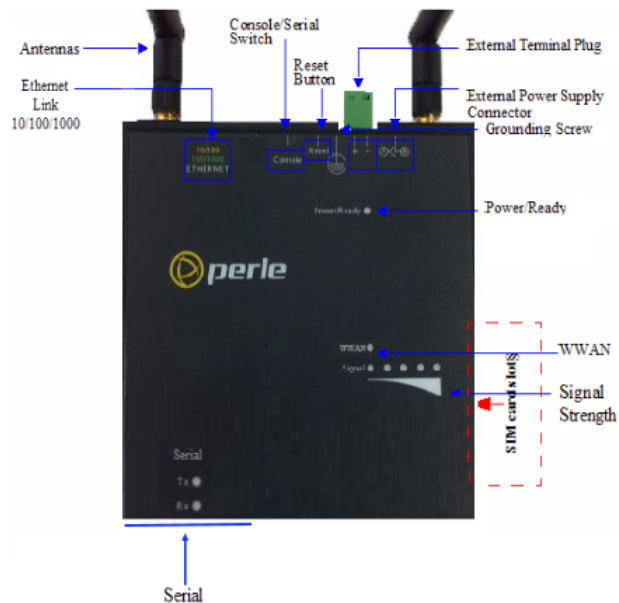 Console/Serial
Switch
Antennas
External Terminal Plug
Reset
Button
Ethernet
Link
10/100/1000
External Power Supply
Connector
Grounding Screw
10/100
100/1000
ETHERNET
Console
Reset
+ -
Power/Ready
Power/Ready
perle
WWAN
WWAN
Signal
Signal
Strength
SIM card slots
Serial
Tx
Rx
Serial